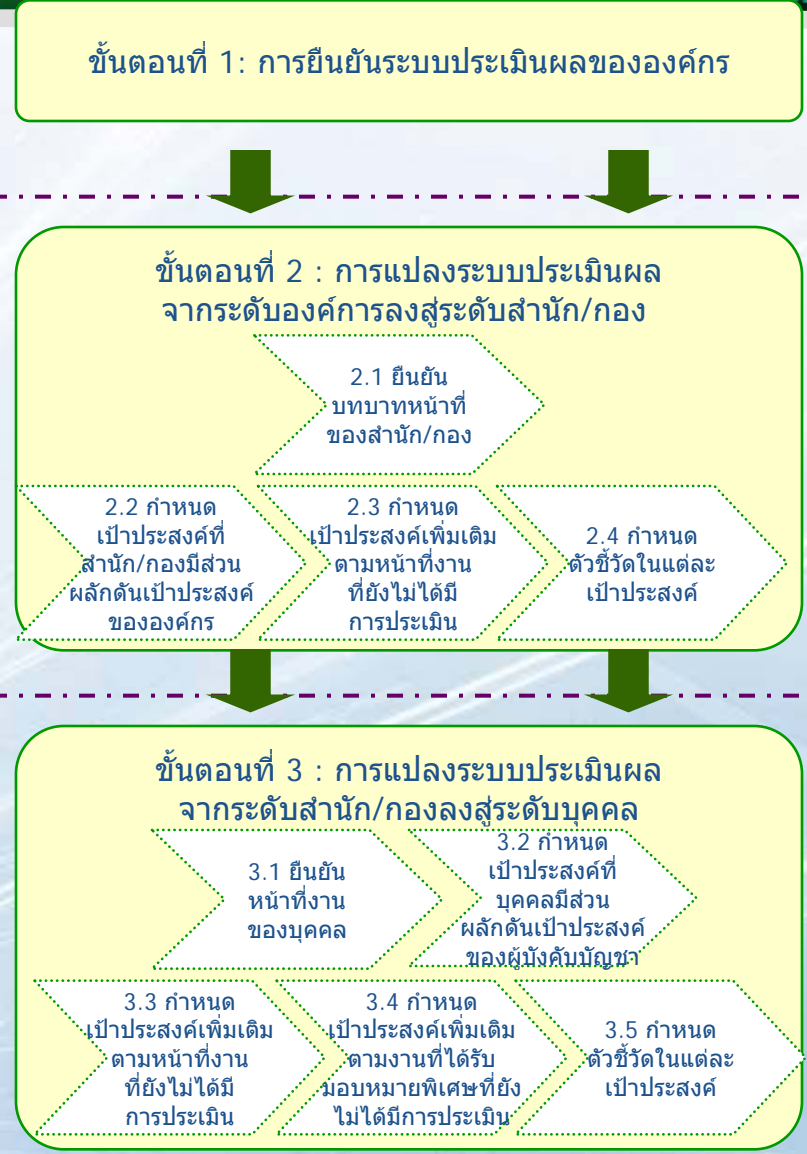 ขั้นตอนที่ 1: การยืนยันระบบประเมินผลขององค์กร
ขั้นตอนที่ 2 : การแปลงระบบประเมินผล
จากระดับองค์การลงสู่ระดับสำนัก/กอง
2.1 ยืนยัน
บทบาทหน้าที่
ของสำนัก/กอง
2.2 กำหนด
เป้าประสงค์ที่
สำนัก/กองมีส่วน
ผลักดันเป้าประสงค์
ขององค์กร
2.3 กำหนด
เป้าประสงค์เพิ่มเติม
ตามหน้าที่งาน
ที่ยังไม่ได้มี
การประเมิน
2.4 กำหนด
ตัวชี้วัดในแต่ละ
เป้าประสงค์
ขั้นตอนที่ 3 : การแปลงระบบประเมินผล
จากระดับสำนัก/กองลงสู่ระดับบุคคล
3.1 ยืนยัน
หน้าที่งาน
ของบุคคล
3.2 กำหนด
เป้าประสงค์ที่
บุคคลมีส่วน
ผลักดันเป้าประสงค์
ของผู้บังคับบัญชา
3.3 กำหนด
เป้าประสงค์เพิ่มเติม
ตามหน้าที่งาน
ที่ยังไม่ได้มี
การประเมิน
3.4 กำหนด
เป้าประสงค์เพิ่มเติม
ตามงานที่ได้รับ
มอบหมายพิเศษที่ยัง
ไม่ได้มีการประเมิน
3.5 กำหนด
ตัวชี้วัดในแต่ละ
เป้าประสงค์